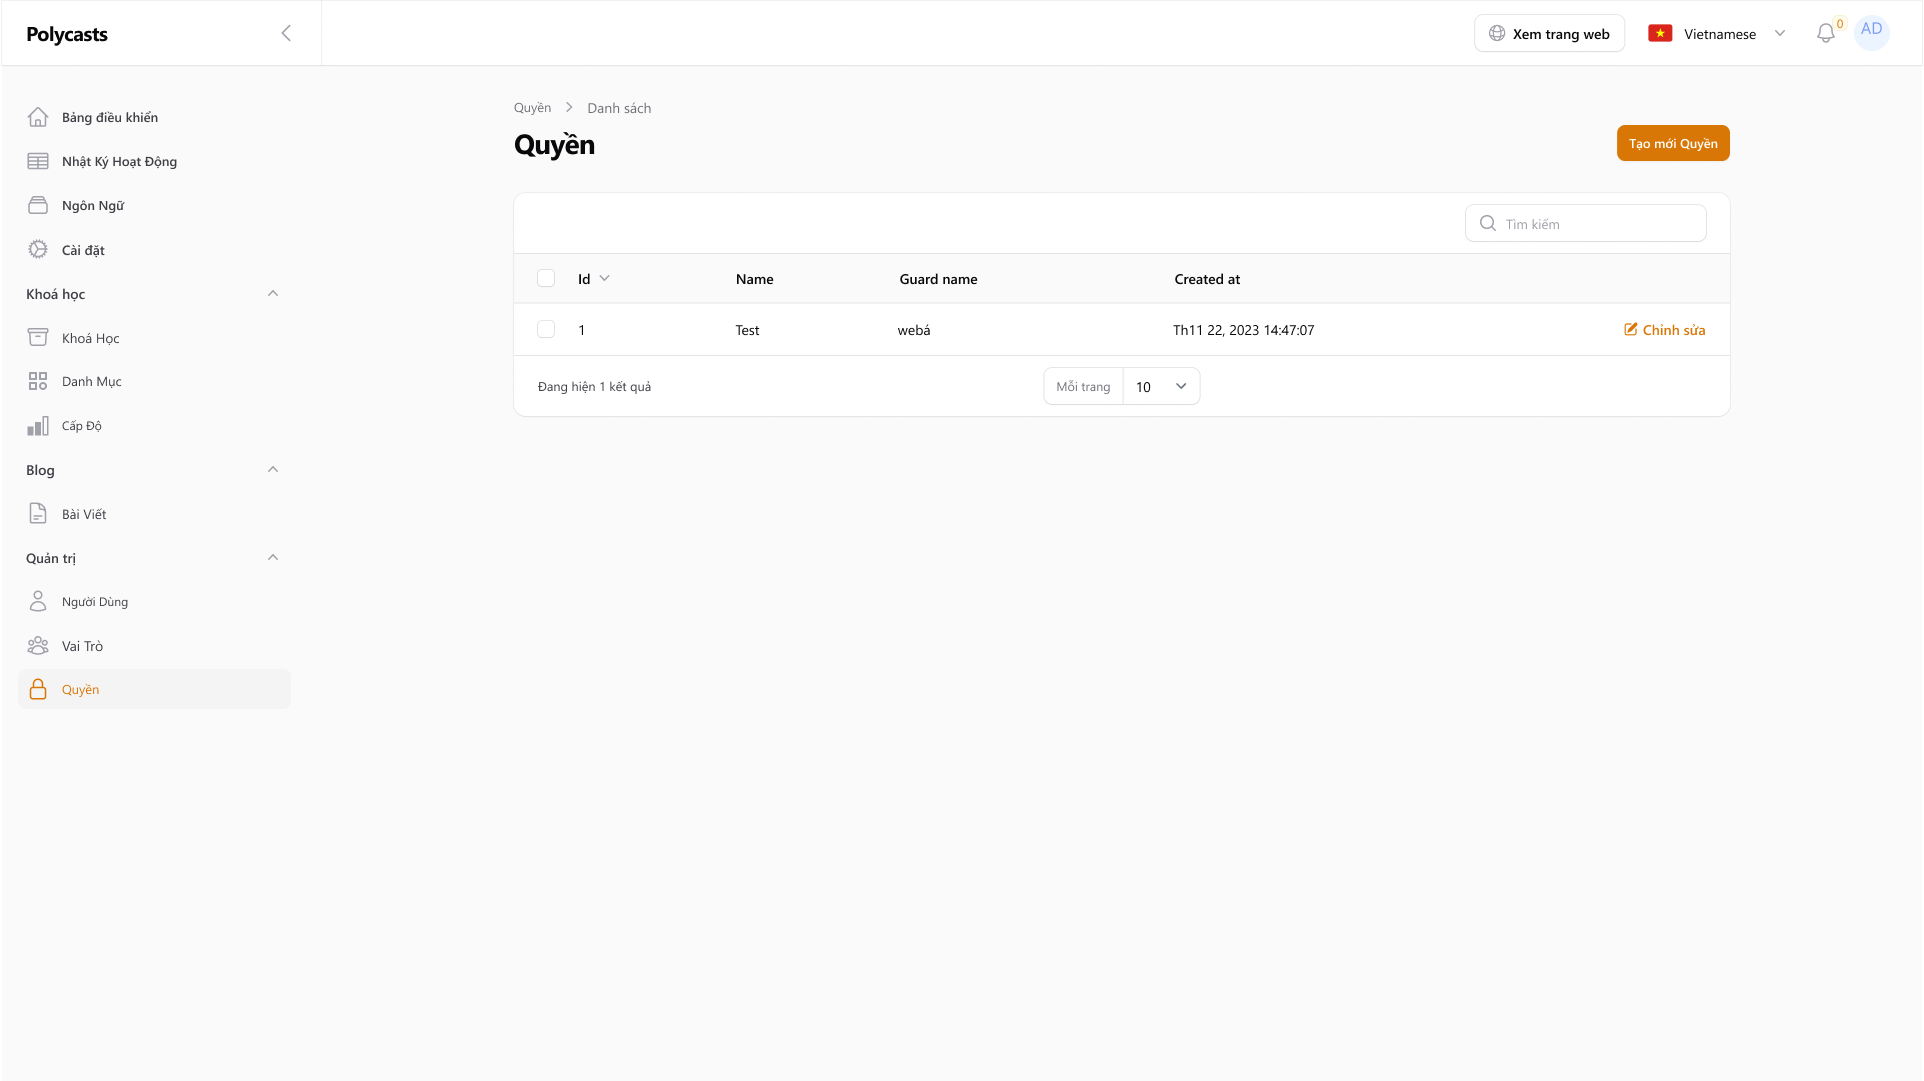 Polycasts
Xem trang web
Vietnamese
0
AD
Bảng điều khiển
Nhật Ký Hoạt Động
Ngôn Ngữ
Cài đặt
Khoá học
Khoá Học
Danh Mục
Cấp Độ
Blog
Bài Viết
Quản trị
Người Dùng
Vai Trò
Quyền
Quyền > Danh sách
Quyền
Tạo mới Quyền
Tìm kiếm
Id Name Guard name Created at
1 Test webá Th11 22, 2023 14:47:07 Chỉnh sửa
Đang hiện 1 kết quả
Mỗi trang 10